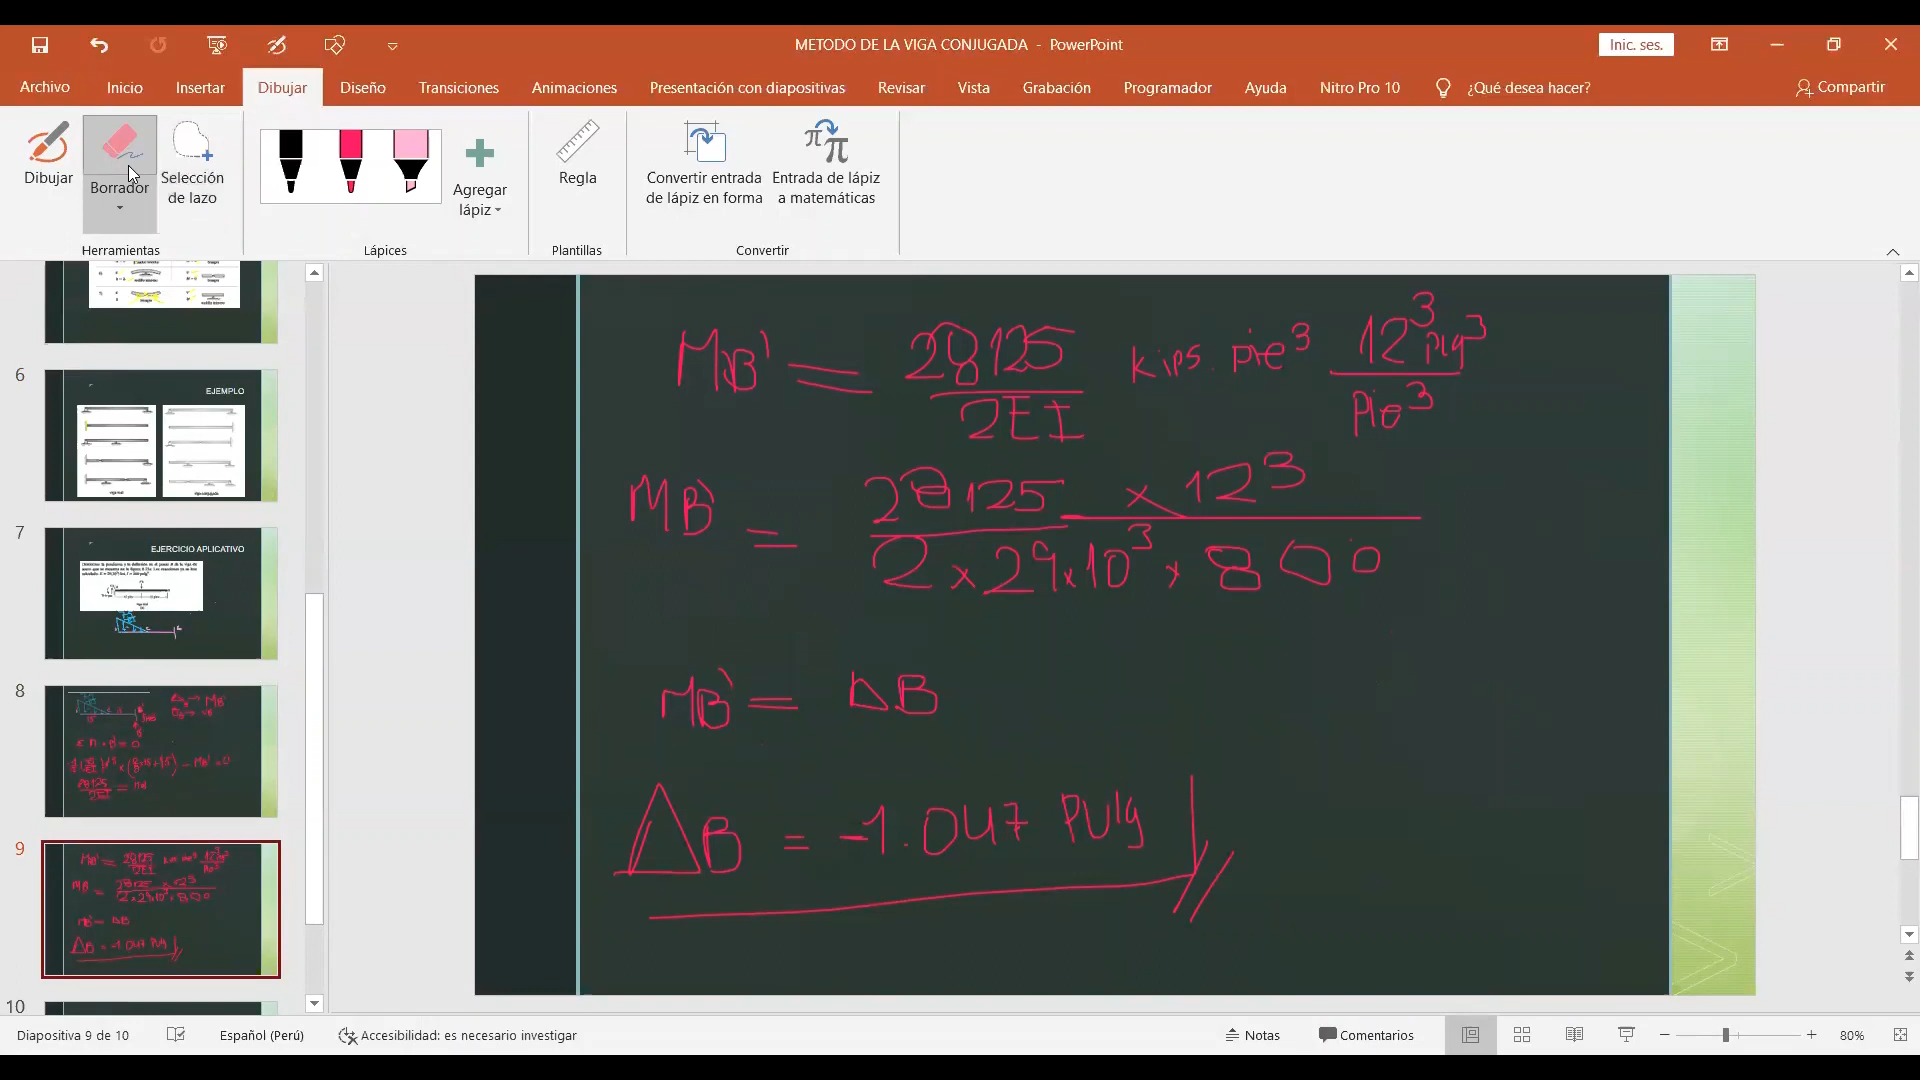 METODO DE LA VIGA CONJUGADA - PowerPoint
Inic. ses.
Archivo Inicio Insertar Dibujar Diseño Transiciones Animaciones Presentación con diapositivas Revisar Vista Grabación Programador Ayuda Nitro Pro 10 ¿Qué desea hacer? Compartir
Dibujar
Borrador
Selección de lazo
Agregar lápiz
Regla
Convertir entrada de lápiz en forma
Entrada de lápiz a matemáticas
Herramientas Lápices Plantillas Convertir
6
EJEMPLO
7
EJERCICIO APLICATIVO
8
9
10
MB' = 28125 / 2EI kips. pie³ 12³ plg³ / pie³
MB' = 28125 x 12³ / 2 x 29 x 10³ x 800
MB' = ΔB
ΔB = -1.047 Pulg
Diapositiva 9 de 10 Español (Perú) Accesibilidad: es necesario investigar Notas Comentarios 80%